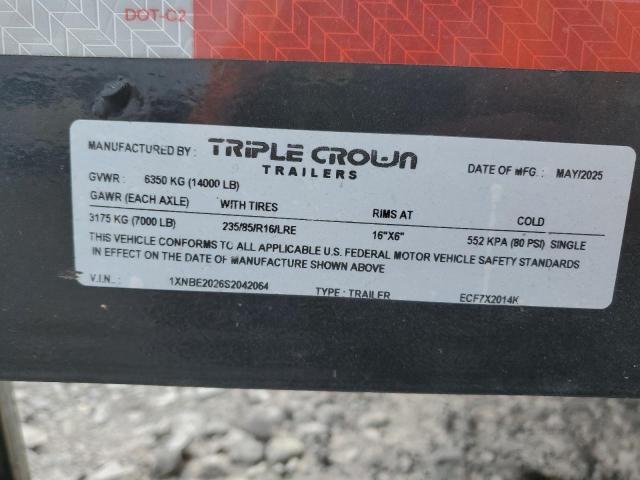 DOT-C2
MANUFACTURED BY : TRIPLE CROWN
TRAILERS
DATE OF MFG. : MAY/2025
GVWR : 6350 KG (14000 LB)
GAWR (EACH AXLE) WITH TIRES RIMS AT COLD
3175 KG (7000 LB) 235/85/R16/LRE 16"X6" 552 KPA (80 PSI) SINGLE
THIS VEHICLE CONFORMS TO ALL APPLICABLE U.S. FEDERAL MOTOR VEHICLE SAFETY STANDARDS
IN EFFECT ON THE DATE OF MANUFACTURE SHOWN ABOVE
V.I.N.: 1XNBE2026S2042064 TYPE : TRAILER ECF7X2014K